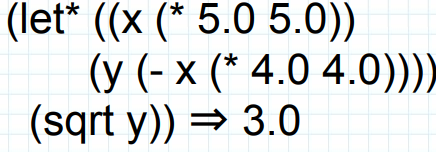 (let* ((x (* 5.0 5.0))
(y (- x (* 4.0 4.0))))
(sqrt y)) ⇒ 3.0